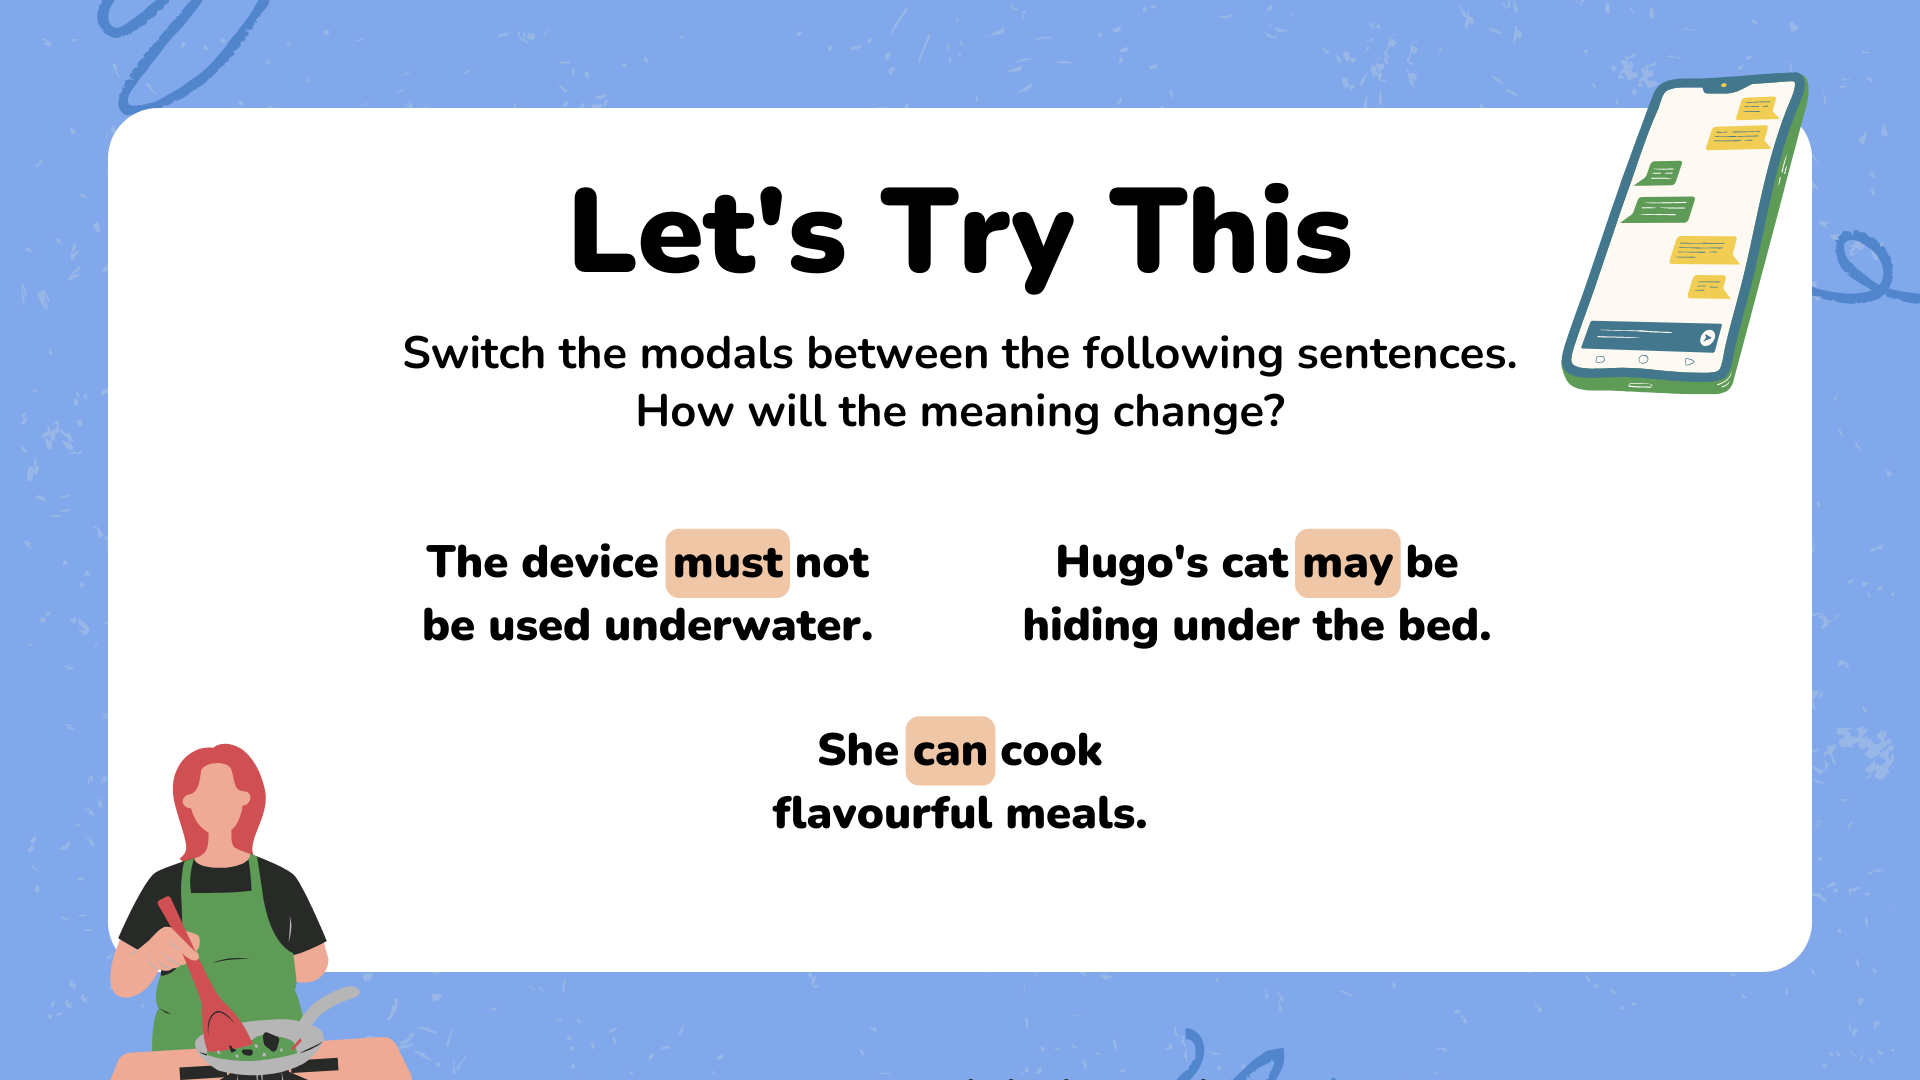 Let's Try This
Switch the modals between the following sentences.
How will the meaning change?
The device must not
be used underwater.
Hugo's cat may be
hiding under the bed.
She can cook
flavourful meals.